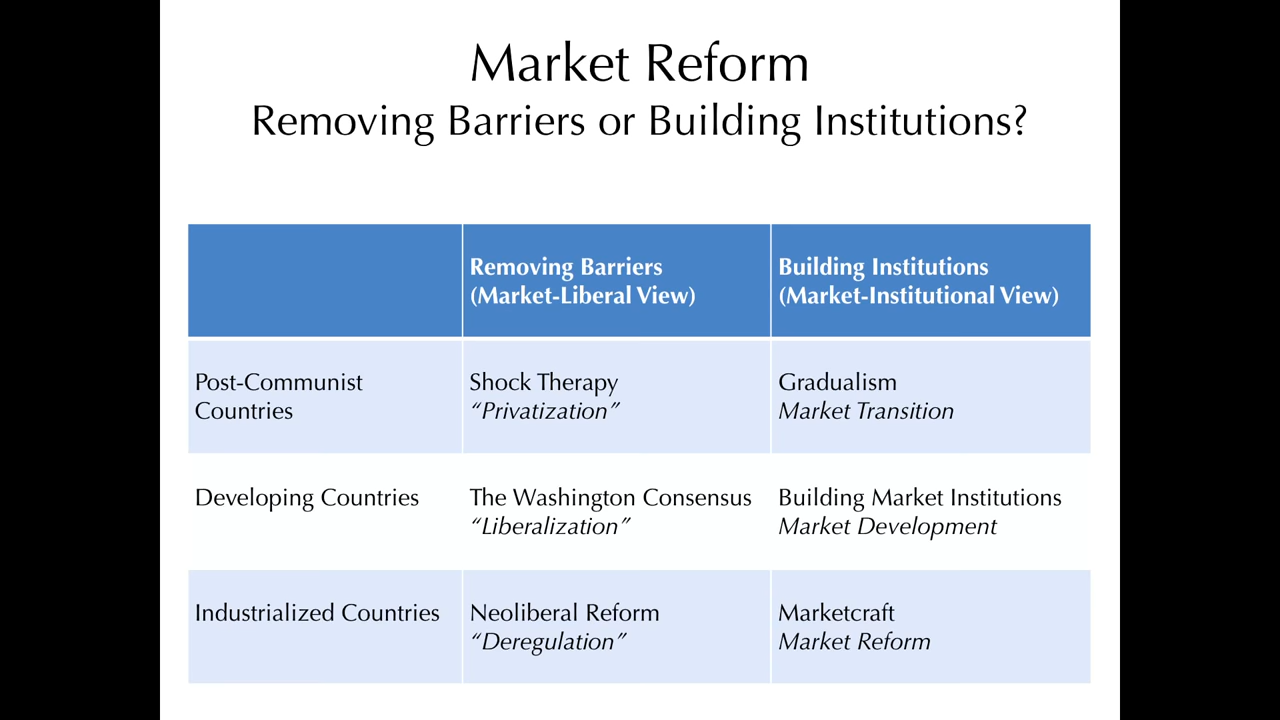 Market Reform
Removing Barriers or Building Institutions?
Removing Barriers
(Market-Liberal View)
Building Institutions
(Market-Institutional View)
Post-Communist
Countries
Shock Therapy
“Privatization”
Gradualism
Market Transition
Developing Countries
The Washington Consensus
“Liberalization”
Building Market Institutions
Market Development
Industrialized Countries
Neoliberal Reform
“Deregulation”
Marketcraft
Market Reform